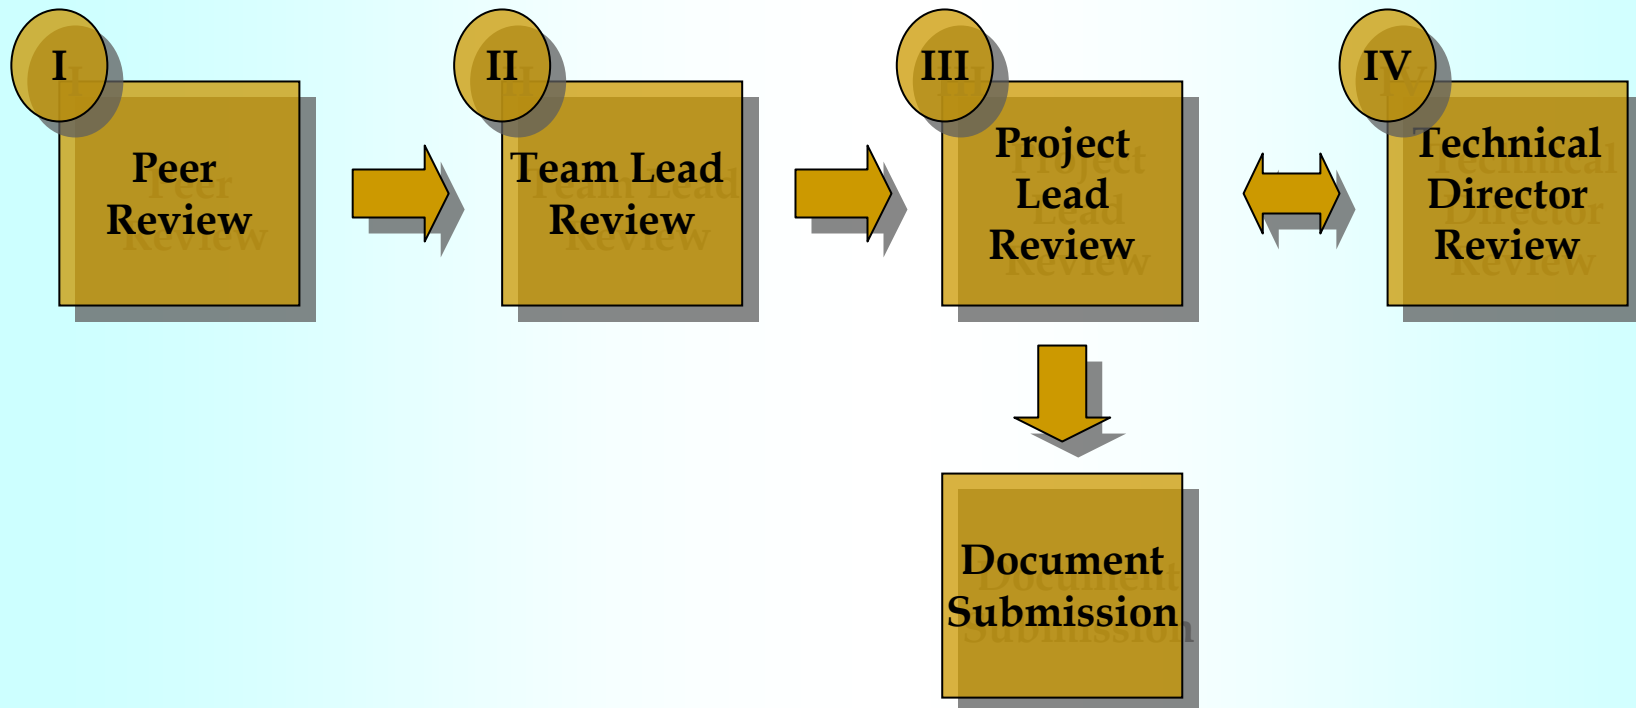 I
Peer
Review
II
Team Lead
Review
III
Project
Lead
Review
IV
Technical
Director
Review
Document
Submission